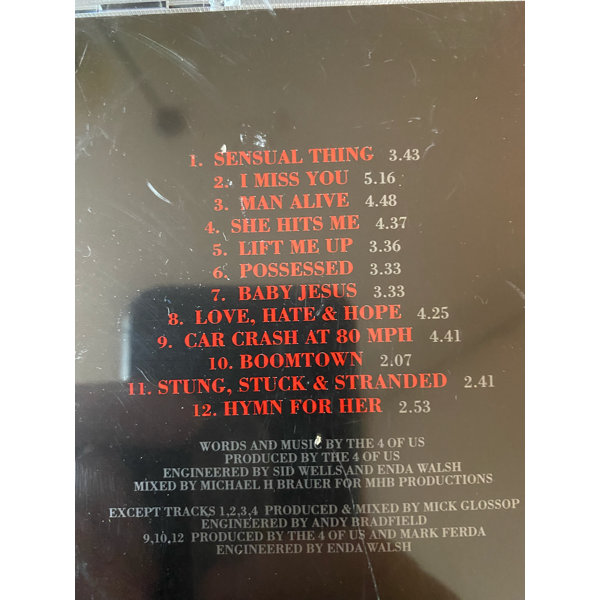 1. SENSUAL THING 3.43
2. I MISS YOU 5.16
3. MAN ALIVE 4.48
4. SHE HITS ME 4.37
5. LIFT ME UP 3.36
6. POSSESSED 3.33
7. BABY JESUS 3.33
8. LOVE, HATE & HOPE 4.25
9. CAR CRASH AT 80 MPH 4.41
10. BOOMTOWN 2.07
11. STUNG, STUCK & STRANDED 2.41
12. HYMN FOR HER 2.53
WORDS AND MUSIC BY THE 4 OF US
PRODUCED BY THE 4 OF US
ENGINEERED BY SID WELLS AND ENDA WALSH
MIXED BY MICHAEL H BRAUER FOR MHB PRODUCTIONS
EXCEPT TRACKS 1,2,3,4 PRODUCED & MIXED BY MICK GLOSSOP
ENGINEERED BY ANDY BRADFIELD
9,10,12 PRODUCED BY THE 4 OF US AND MARK FERDA
ENGINEERED BY ENDA WALSH